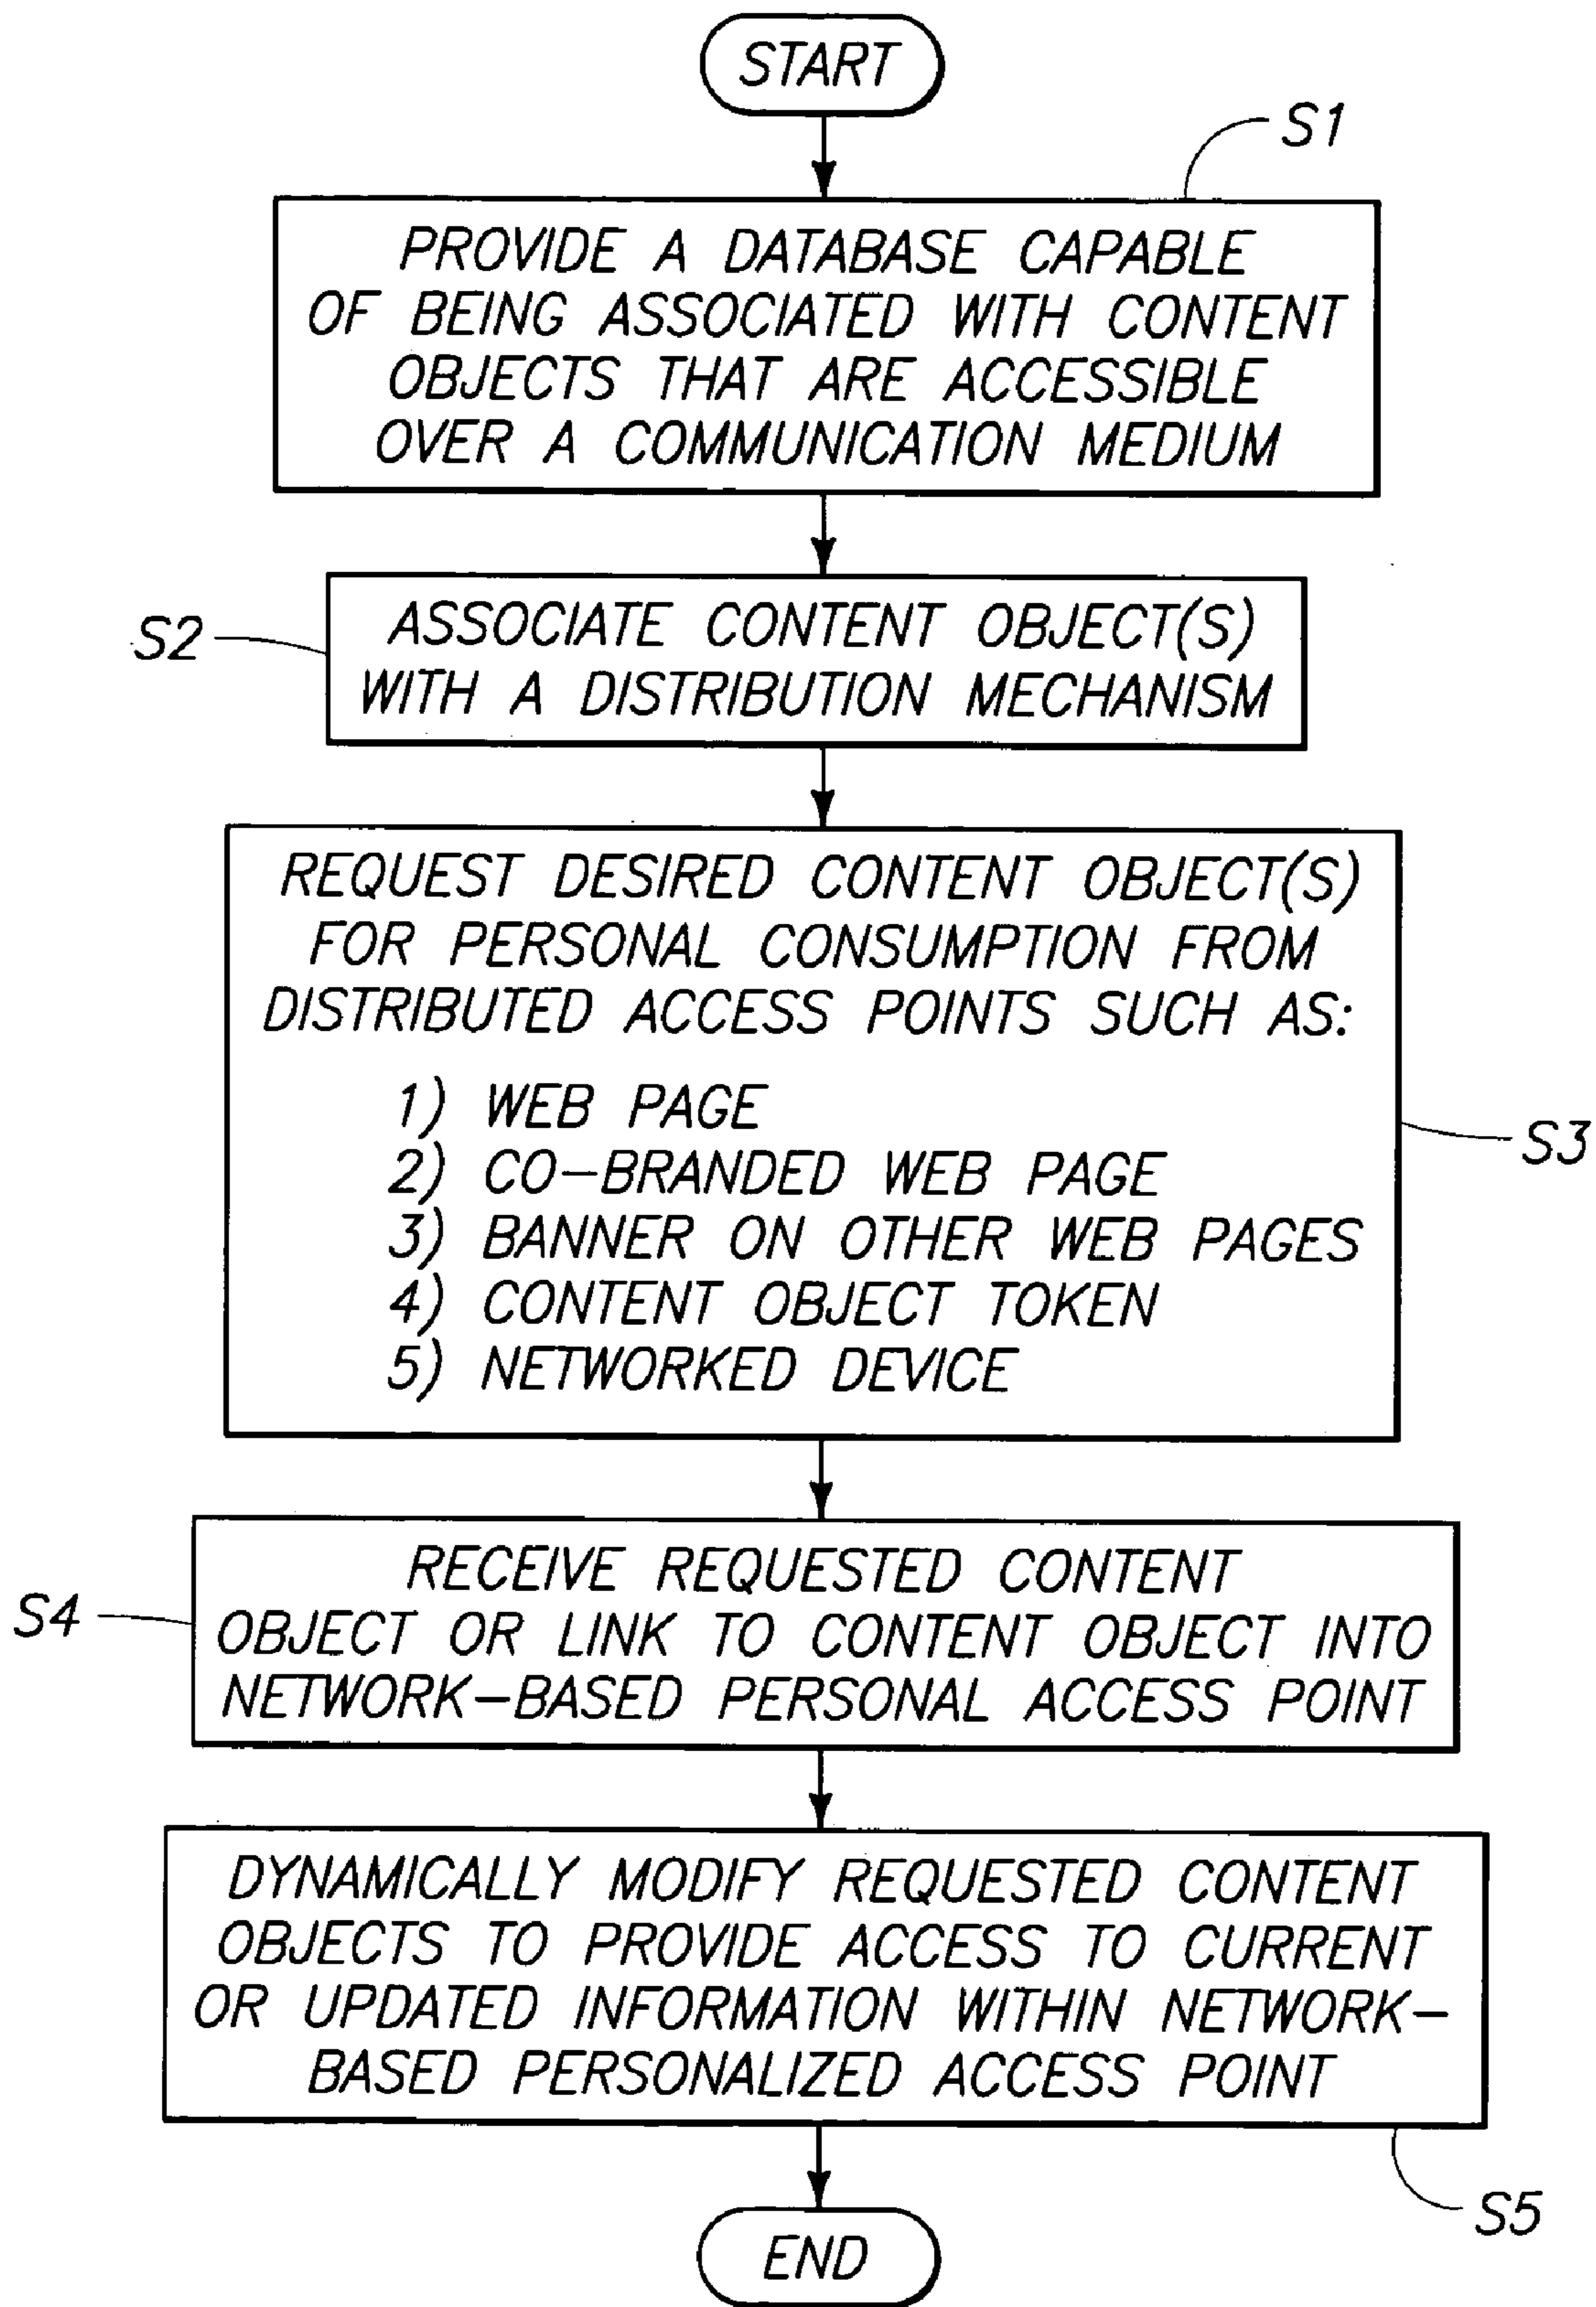 START
S1
PROVIDE A DATABASE CAPABLE
OF BEING ASSOCIATED WITH CONTENT
OBJECTS THAT ARE ACCESSIBLE
OVER A COMMUNICATION MEDIUM
S2
ASSOCIATE CONTENT OBJECT(S)
WITH A DISTRIBUTION MECHANISM
REQUEST DESIRED CONTENT OBJECT(S)
FOR PERSONAL CONSUMPTION FROM
DISTRIBUTED ACCESS POINTS SUCH AS:
1) WEB PAGE
2) CO-BRANDED WEB PAGE
3) BANNER ON OTHER WEB PAGES
4) CONTENT OBJECT TOKEN
5) NETWORKED DEVICE
S3
S4
RECEIVE REQUESTED CONTENT
OBJECT OR LINK TO CONTENT OBJECT INTO
NETWORK-BASED PERSONAL ACCESS POINT
DYNAMICALLY MODIFY REQUESTED CONTENT
OBJECTS TO PROVIDE ACCESS TO CURRENT
OR UPDATED INFORMATION WITHIN NETWORK-
BASED PERSONALIZED ACCESS POINT
S5
END